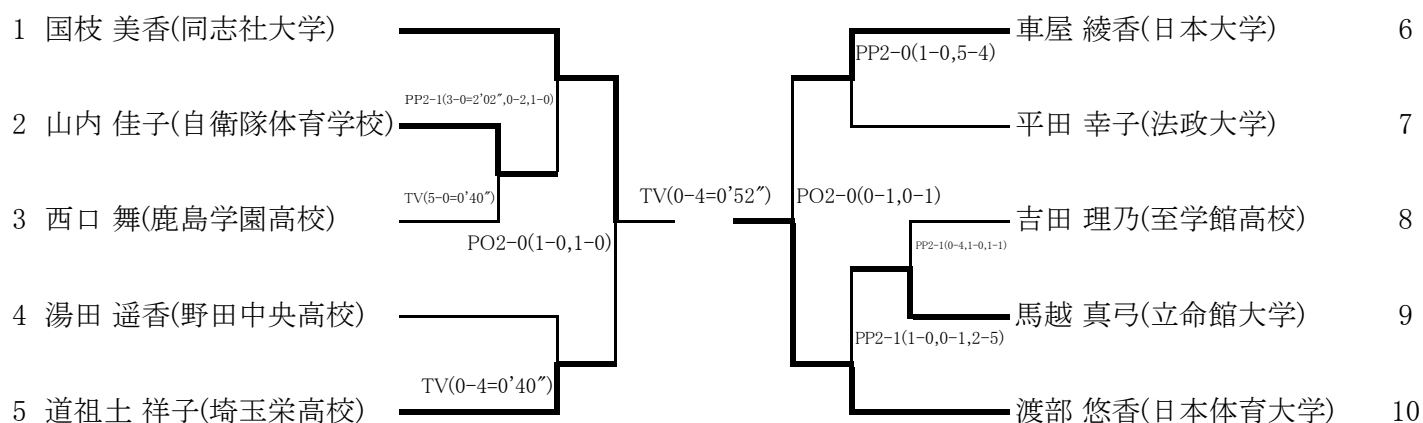 1 国枝 美香(同志社大学)
車屋 綾香(日本大学) 6
PP2-0(1-0,5-4)
PP2-1(3-0=2'02",0-2,1-0)
2 山内 佳子(自衛隊体育学校)
平田 幸子(法政大学) 7
TV(5-0=0'40")
TV(0-4=0'52")
PO2-0(0-1,0-1)
3 西口 舞(鹿島学園高校)
吉田 理乃(至学館高校) 8
PO2-0(1-0,1-0)
PP2-1(0-4,1-0,1-1)
4 湯田 遥香(野田中央高校)
馬越 真弓(立命館大学) 9
PP2-1(1-0,0-1,2-5)
TV(0-4=0'40")
5 道祖土 祥子(埼玉栄高校)
渡部 悠香(日本体育大学) 10